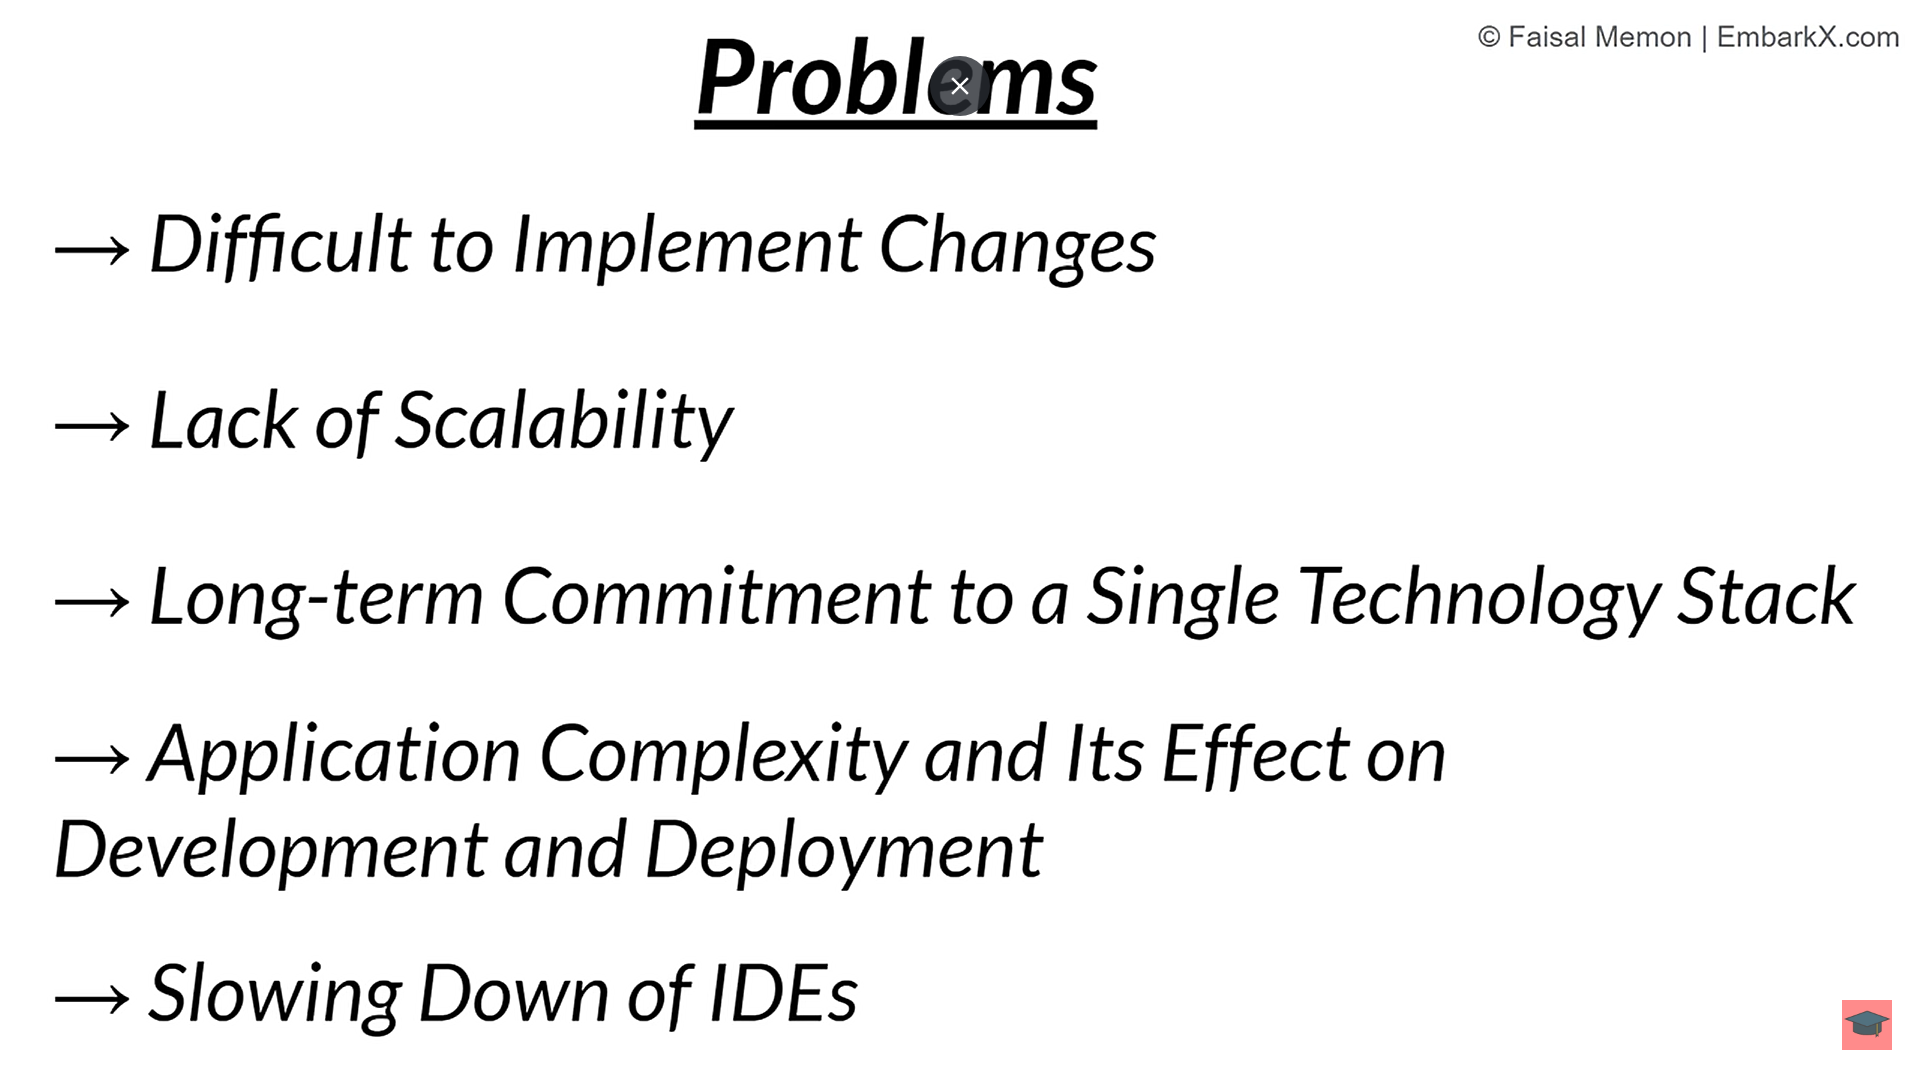 © Faisal Memon | EmbarkX.com
Problems
→ Difficult to Implement Changes
→ Lack of Scalability
→ Long-term Commitment to a Single Technology Stack
→ Application Complexity and Its Effect on
Development and Deployment
→ Slowing Down of IDEs